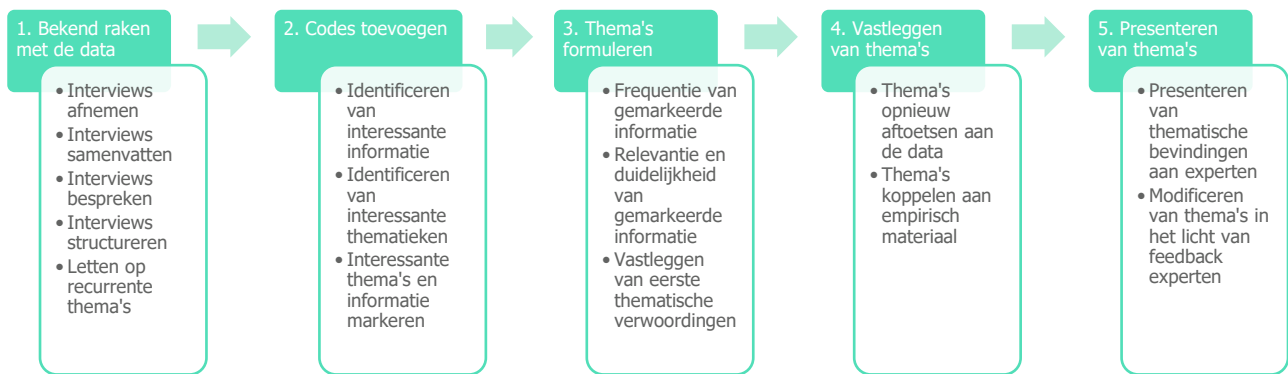 1. Bekend raken
met de data
• Interviews
afnemen
• Interviews
samenvatten
• Interviews
bespreken
• Interviews
structureren
• Letten op
recurrente
thema's
2. Codes toevoegen
• Identificeren
van
interessante
informatie
• Identificeren
van
interessante
thematieken
• Interessante
thema's en
informatie
markeren
3. Thema's
formuleren
• Frequentie van
gemarkeerde
informatie
• Relevantie en
duidelijkheid
van
gemarkeerde
informatie
• Vastleggen
van eerste
thematische
verwoordingen
4. Vastleggen
van thema's
• Thema's
opnieuw
aftoetsen aan
de data
• Thema's
koppelen aan
empirisch
materiaal
5. Presenteren
van thema's
• Presenteren
van
thematische
bevindingen
aan experten
• Modificeren
van thema's in
het licht van
feedback
experten